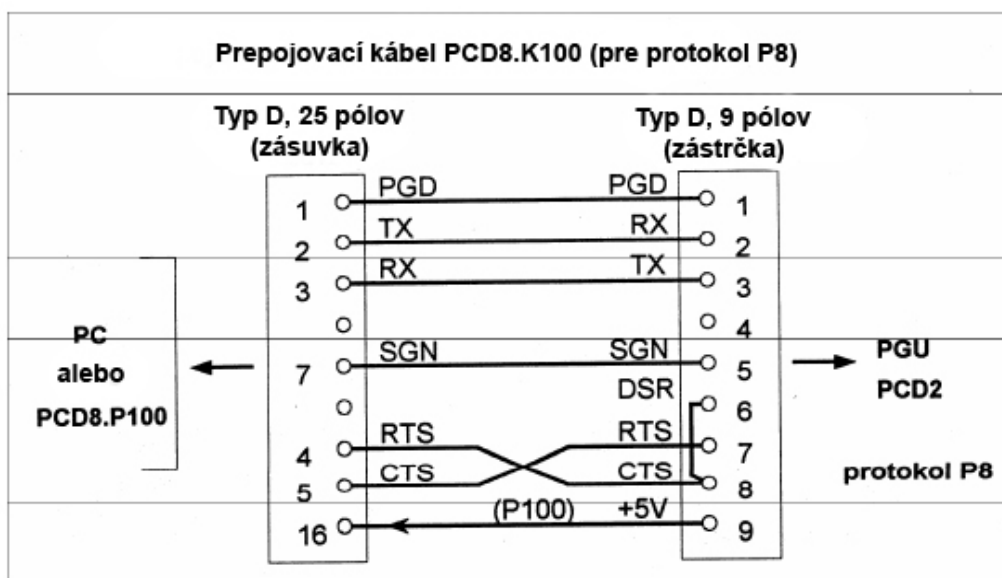 Prepojovací kábel PCD8.K100 (pre protokol P8)
Typ D, 25 pólov
(zásuvka)
Typ D, 9 pólov
(zástrčka)
1 PGD PGD 1
2 TX RX 2
3 RX TX 3
4
7 SGN SGN 5
DSR 6
4 RTS RTS 7
5 CTS CTS 8
16 (P100) +5V 9
PC
alebo
PCD8.P100
PGU
PCD2
protokol P8